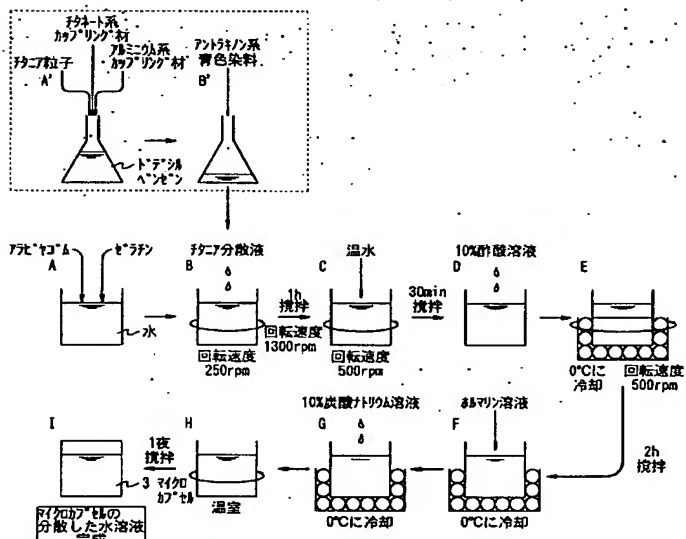 チタネート系
カップリング材
チタニア粒子
A'
アルミニウム系
カップリング材
アントラキノン系
青色染料
B'
ドデシル
ベンゼン
アラビヤゴム
ゼラチン
A
水
チタニア分散液
B
回転速度
250rpm
1h
撹拌
回転速度
1300rpm
温水
C
回転速度
500rpm
30min
撹拌
10%酢酸溶液
D
E
0℃に
冷却
回転速度
500rpm
2h
撹拌
ホルマリン溶液
F
0℃に冷却
10%炭酸ナトリウム溶液
G
0℃に冷却
H
温室
1夜
撹拌
I
3 マイクロ
カプセル
マイクロカプセルの
分散した水溶液
完成